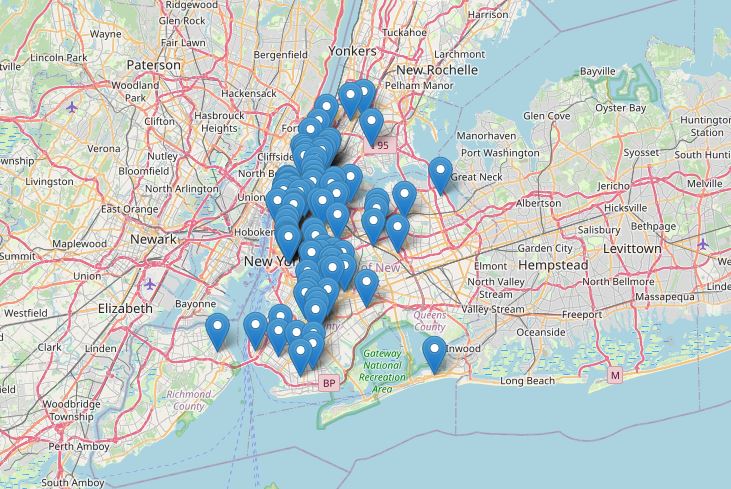 Ridgewood
Glen Rock
Fair Lawn
Wayne
Lincoln Park
Paterson
Woodland
Park
Bergenfield
Hackensack
Hasbrouck
Heights
Clifton
Verona
Nutley
Bloomfield
Livingston
North Arlington
East Orange
Maplewood
Newark
Summit
Union
Elizabeth
Westfield
Clark
Linden
Woodbridge
Township
Perth Amboy
South Amboy
Bayonne
Hoboken
Union
North B
Cliffside
Fort
New Yo
Yonkers
Tuckahoe
Harrison
Larchmont
New Rochelle
Pelham Manor
I 95
Manorhaven
Port Washington
Great Neck
Glen Cove
Bayville
Oyster Bay
Huntington
Station
Syosset
South Hunti
Jericho
Melville
Hicksville
Albertson
Salisbury
Bethpage
Garden City
Levittown
Elmont
Hempstead
North Valley
Stream
North Bellmore
Massapequa
Valley Stream
Freeport
Oceanside
Inwood
Long Beach
M
of New
Queens
County
nty
Gateway
National
Recreation
Area
BP
Richmond
County